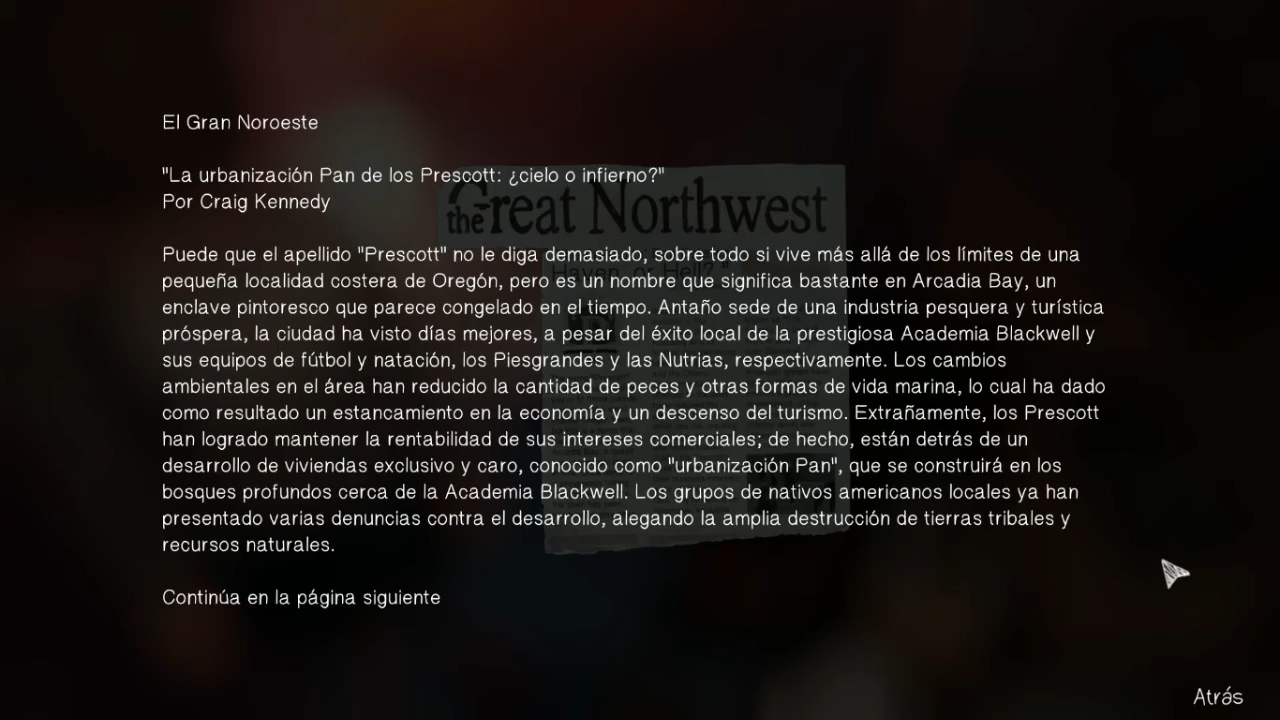 El Gran Noroeste
"La urbanización Pan de los Prescott: ¿cielo o infierno?"
Por Craig Kennedy
the Great Northwest
Haven, or Hell?"
Puede que el apellido "Prescott" no le diga demasiado, sobre todo si vive más allá de los límites de una
pequeña localidad costera de Oregón, pero es un nombre que significa bastante en Arcadia Bay, un
enclave pintoresco que parece congelado en el tiempo. Antaño sede de una industria pesquera y turística
próspera, la ciudad ha visto días mejores, a pesar del éxito local de la prestigiosa Academia Blackwell y
sus equipos de fútbol y natación, los Piesgrandes y las Nutrias, respectivamente. Los cambios
ambientales en el área han reducido la cantidad de peces y otras formas de vida marina, lo cual ha dado
como resultado un estancamiento en la economía y un descenso del turismo. Extrañamente, los Prescott
han logrado mantener la rentabilidad de sus intereses comerciales; de hecho, están detrás de un
desarrollo de viviendas exclusivo y caro, conocido como "urbanización Pan", que se construirá en los
bosques profundos cerca de la Academia Blackwell. Los grupos de nativos americanos locales ya han
presentado varias denuncias contra el desarrollo, alegando la amplia destrucción de tierras tribales y
recursos naturales.
Continúa en la página siguiente
Atrás